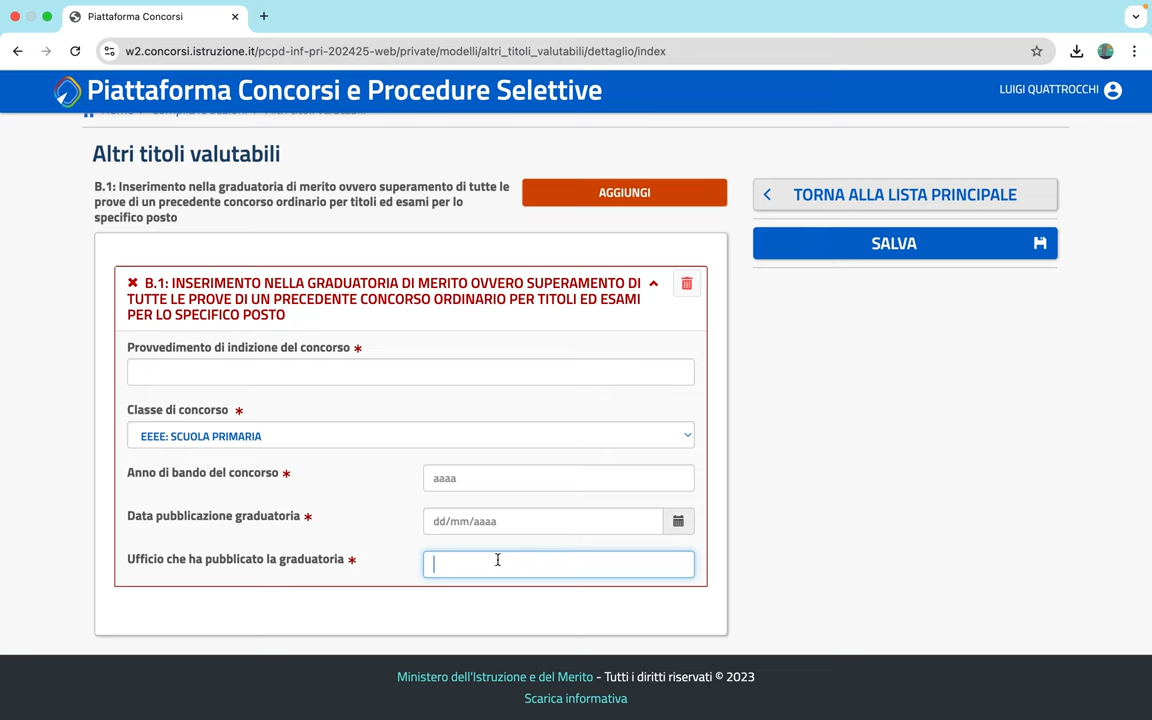 Piattaforma Concorsi
w2.concorsi.istruzione.it/pcpd-inf-pri-202425-web/private/modelli/altri_titoli_valutabili/dettaglio/index
Piattaforma Concorsi e Procedure Selettive
LUIGI QUATTROCCHI
Altri titoli valutabili
B.1: Inserimento nella graduatoria di merito ovvero superamento di tutte le
prove di un precedente concorso ordinario per titoli ed esami per lo
specifico posto
AGGIUNGI
TORNA ALLA LISTA PRINCIPALE
SALVA
B.1: INSERIMENTO NELLA GRADUATORIA DI MERITO OVVERO SUPERAMENTO DI
TUTTE LE PROVE DI UN PRECEDENTE CONCORSO ORDINARIO PER TITOLI ED ESAMI
PER LO SPECIFICO POSTO
Provvedimento di indizione del concorso *
Classe di concorso *
EEEE: SCUOLA PRIMARIA
Anno di bando del concorso *
aaaa
Data pubblicazione graduatoria *
dd/mm/aaaa
Ufficio che ha pubblicato la graduatoria *
Ministero dell'Istruzione e del Merito - Tutti i diritti riservati © 2023
Scarica informativa